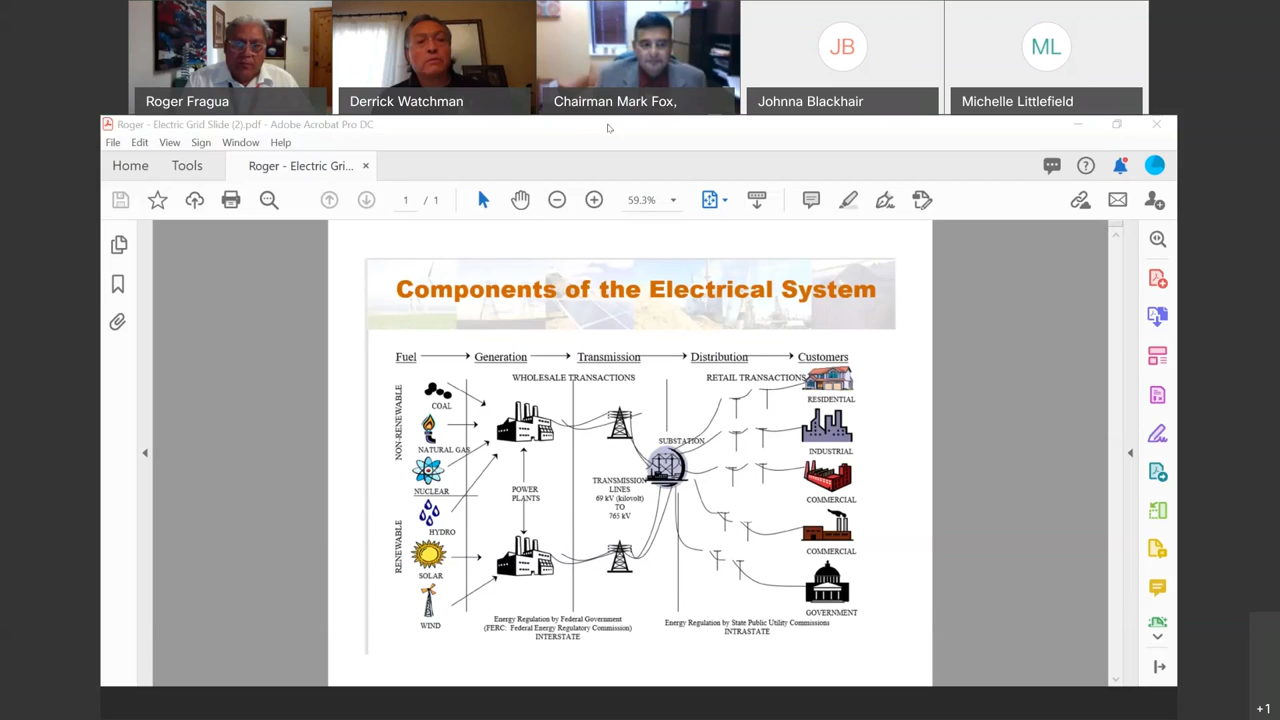 JB
ML
Roger Fragua
Derrick Watchman
Chairman Mark Fox,
Johnna Blackhair
Michelle Littlefield
Roger - Electric Grid Slide (2).pdf - Adobe Acrobat Pro DC
File Edit View Sign Window Help
Home Tools Roger - Electric Gri...
1 / 1 59.3%
Components of the Electrical System
Fuel Generation Transmission Distribution Customers
WHOLESALE TRANSACTIONS RETAIL TRANSACTIONS
NON-RENEWABLE
COAL
NATURAL GAS
NUCLEAR
RENEWABLE
HYDRO
SOLAR
WIND
POWER
PLANTS
TRANSMISSION
LINES
69 kV (kilovolt)
TO
765 kV
SUBSTATION
RESIDENTIAL
INDUSTRIAL
COMMERCIAL
COMMERCIAL
GOVERNMENT
Energy Regulation by Federal Government
(FERC: Federal Energy Regulatory Commission)
INTERSTATE
Energy Regulation by State Public Utility Commissions
INTRASTATE
+1